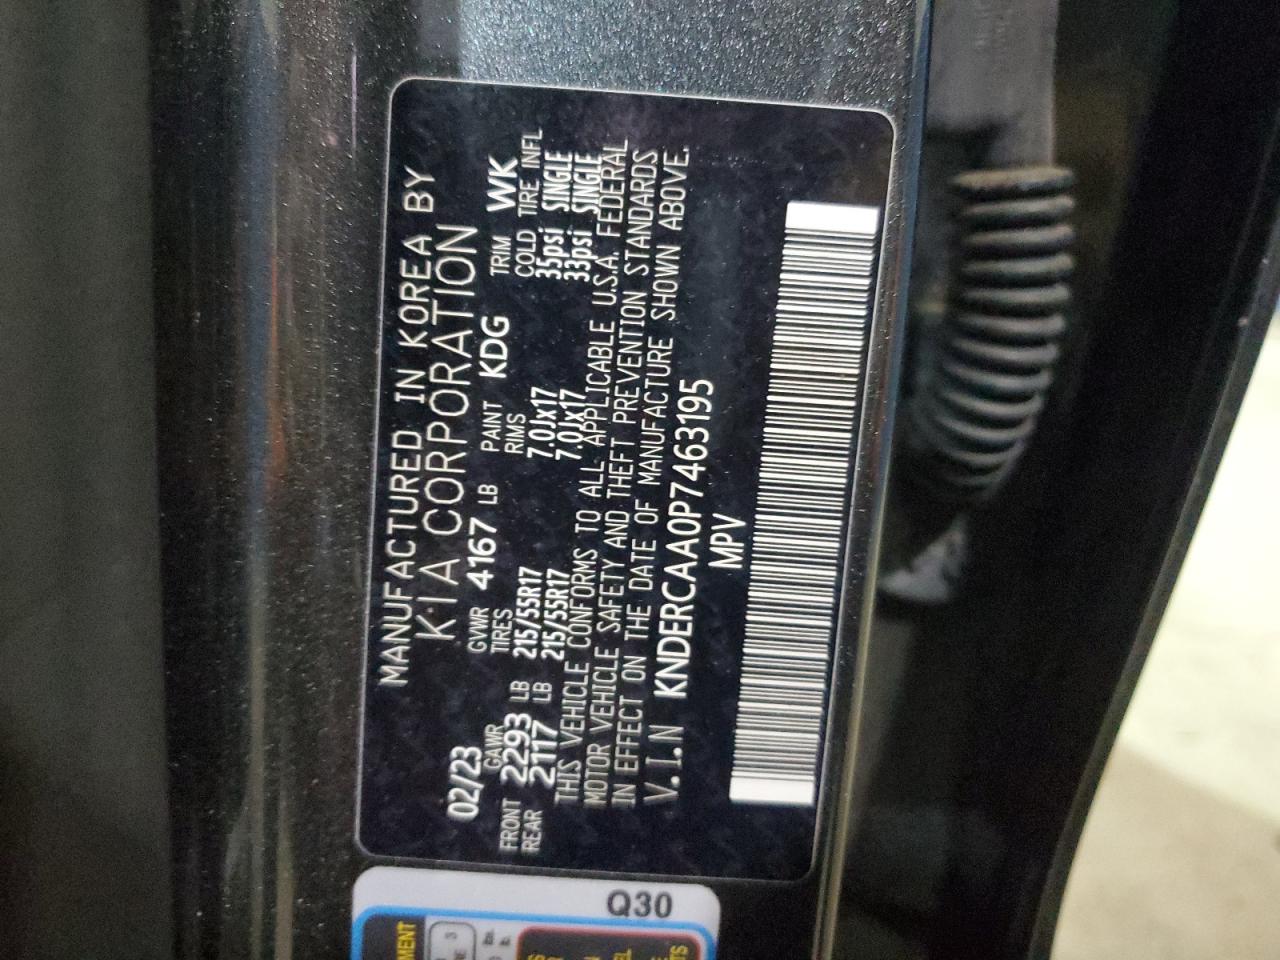 MANUFACTURED IN KOREA BY
KIA CORPORATION
02/23 GVWR 4167 LB PAINT KDG TRIM WK
GAWR TIRES RIMS COLD TIRE INFL
FRONT 2293 LB 215/55R17 7.0Jx17 35psi SINGLE
REAR 2117 LB 215/55R17 7.0Jx17 33psi SINGLE
THIS VEHICLE CONFORMS TO ALL APPLICABLE U.S.A. FEDERAL
MOTOR VEHICLE SAFETY AND THEFT PREVENTION STANDARDS
IN EFFECT ON THE DATE OF MANUFACTURE SHOWN ABOVE.
V.I.N KNDERCAA0P7463195
MPV
Q30